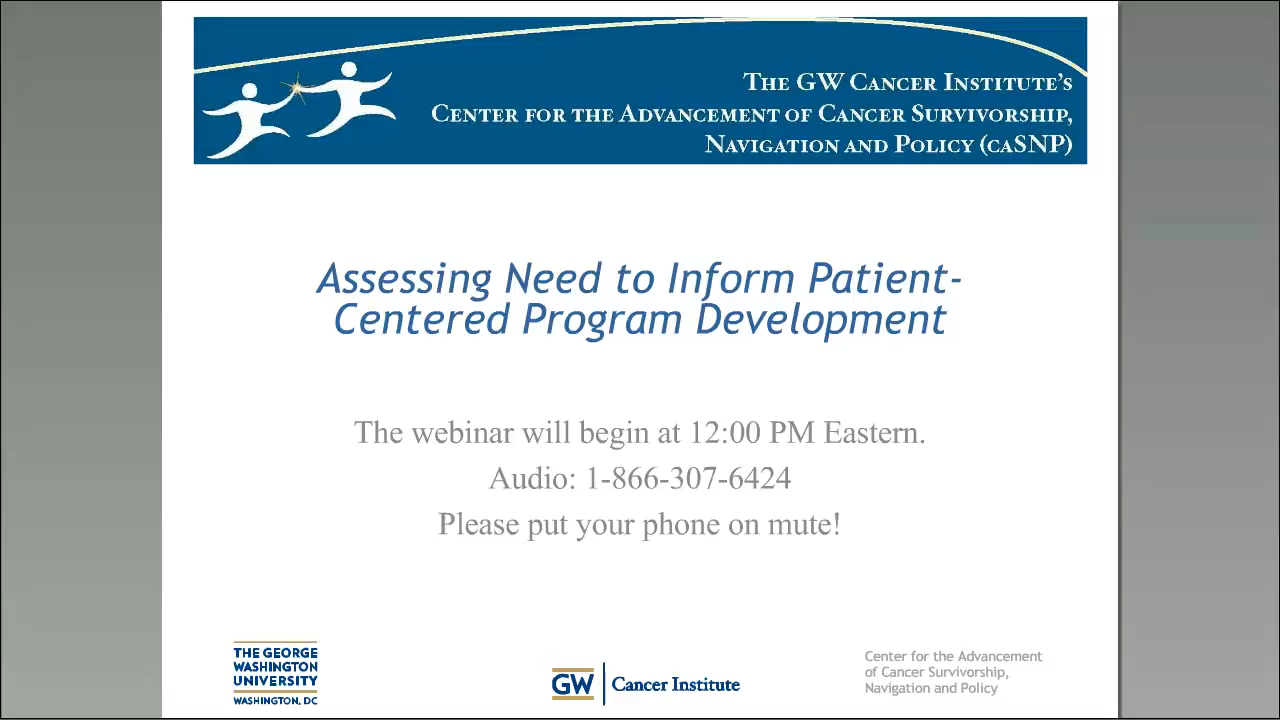 THE GW CANCER INSTITUTE'S
CENTER FOR THE ADVANCEMENT OF CANCER SURVIVORSHIP,
NAVIGATION AND POLICY (CASNP)
Assessing Need to Inform Patient-
Centered Program Development
The webinar will begin at 12:00 PM Eastern.
Audio: 1-866-307-6424
Please put your phone on mute!
THE GEORGE
WASHINGTON
UNIVERSITY
WASHINGTON, DC
GW Cancer Institute
Center for the Advancement
of Cancer Survivorship,
Navigation and Policy